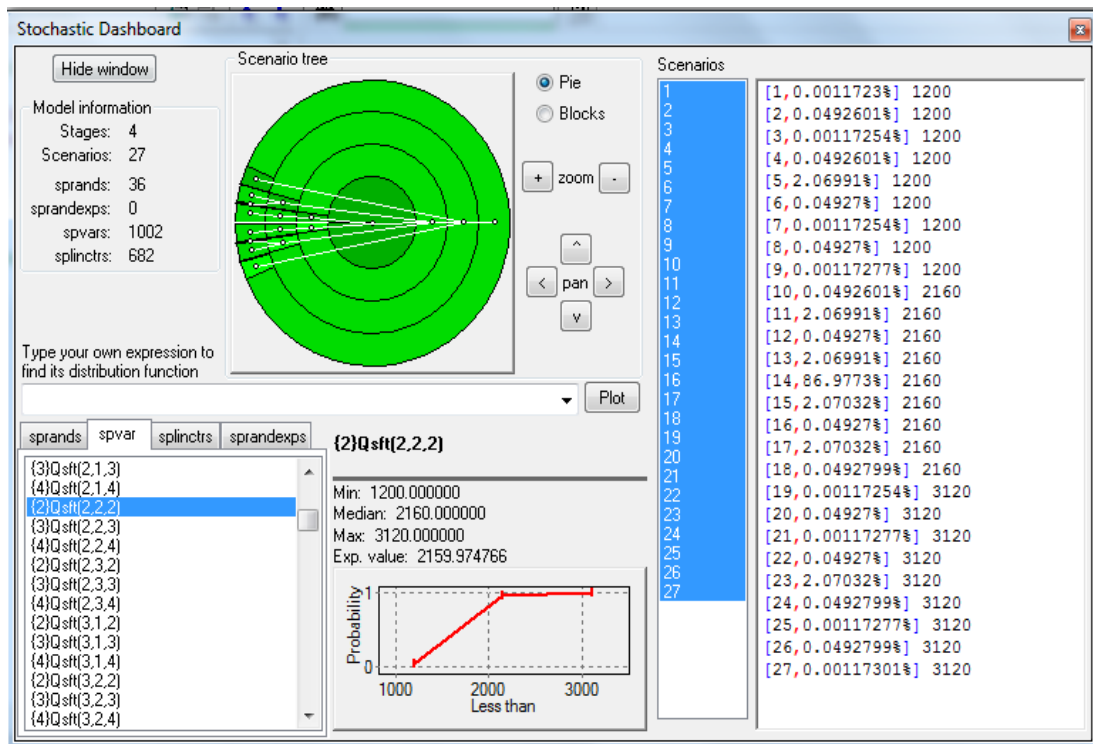 Stochastic Dashboard
Hide window
Model information
Stages: 4
Scenarios: 27
sprands: 36
sprandexps: 0
spvars: 1002
splinctrs: 682
Scenario tree
Pie
Blocks
+ zoom -
^
< pan >
v
Type your own expression to
find its distribution function
Plot
sprands spvar splinctrs sprandexps
{3}Qsft(2,1,3)
{4}Qsft(2,1,4)
{2}Qsft(2,2,2)
{3}Qsft(2,2,3)
{4}Qsft(2,2,4)
{2}Qsft(2,3,2)
{3}Qsft(2,3,3)
{4}Qsft(2,3,4)
{2}Qsft(3,1,2)
{3}Qsft(3,1,3)
{4}Qsft(3,1,4)
{2}Qsft(3,2,2)
{3}Qsft(3,2,3)
{4}Qsft(3,2,4)
{2}Qsft(2,2,2)
Min: 1200.000000
Median: 2160.000000
Max: 3120.000000
Exp. value: 2159.974766
Probability
1
0
1000 2000 3000
Less than
Scenarios
1
2
3
4
5
6
7
8
9
10
11
12
13
14
15
16
17
18
19
20
21
22
23
24
25
26
27
[1,0.0011723%] 1200
[2,0.0492601%] 1200
[3,0.00117254%] 1200
[4,0.0492601%] 1200
[5,2.06991%] 1200
[6,0.04927%] 1200
[7,0.00117254%] 1200
[8,0.04927%] 1200
[9,0.00117277%] 1200
[10,0.0492601%] 2160
[11,2.06991%] 2160
[12,0.04927%] 2160
[13,2.06991%] 2160
[14,86.9773%] 2160
[15,2.07032%] 2160
[16,0.04927%] 2160
[17,2.07032%] 2160
[18,0.0492799%] 2160
[19,0.00117254%] 3120
[20,0.04927%] 3120
[21,0.00117277%] 3120
[22,0.04927%] 3120
[23,2.07032%] 3120
[24,0.0492799%] 3120
[25,0.00117277%] 3120
[26,0.0492799%] 3120
[27,0.00117301%] 3120